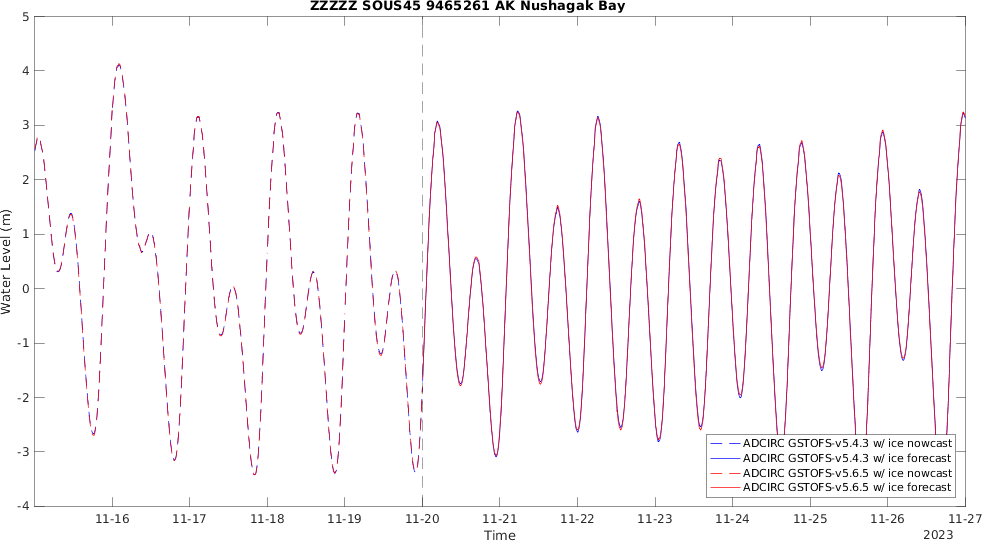 ZZZZZ SOUS45 9465261 AK Nushagak Bay
Water Level (m)
5
4
3
2
1
0
-1
-2
-3
-4
ADCIRC GSTOFS-v5.4.3 w/ ice nowcast
ADCIRC GSTOFS-v5.4.3 w/ ice forecast
ADCIRC GSTOFS-v5.6.5 w/ ice nowcast
ADCIRC GSTOFS-v5.6.5 w/ ice forecast
11-16 11-17 11-18 11-19 11-20 11-21 11-22 11-23 11-24 11-25 11-26 11-27
Time
2023